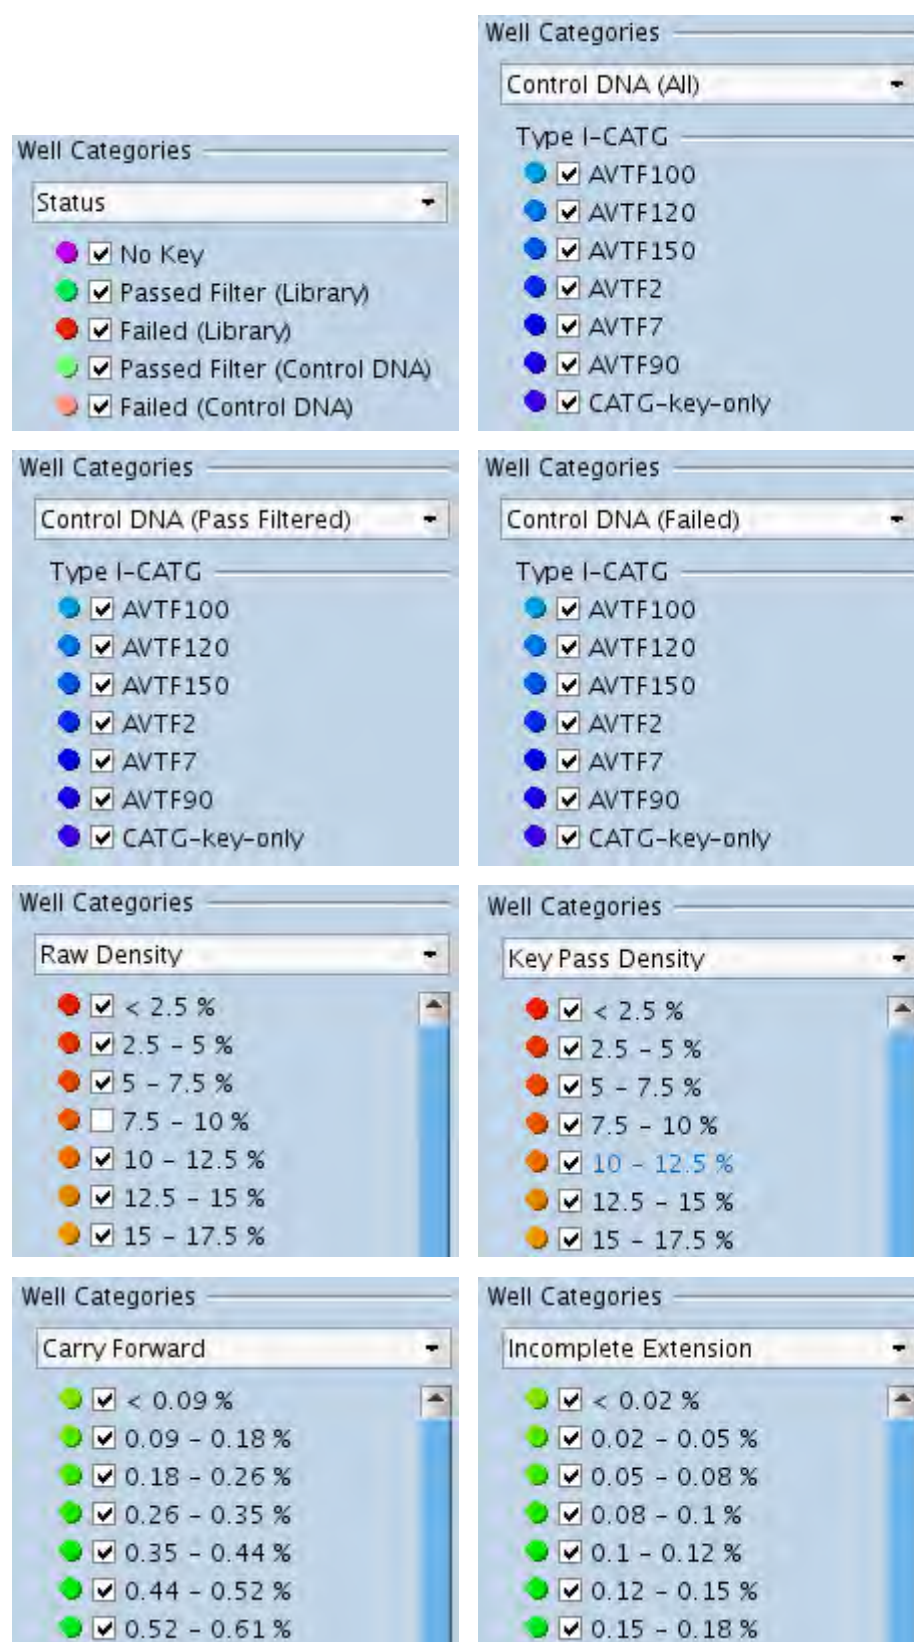 Well Categories
Status
No Key
Passed Filter (Library)
Failed (Library)
Passed Filter (Control DNA)
Failed (Control DNA)
Well Categories
Control DNA (All)
Type I-CATG
AVTF100
AVTF120
AVTF150
AVTF2
AVTF7
AVTF90
CATG-key-only
Well Categories
Control DNA (Pass Filtered)
Type I-CATG
AVTF100
AVTF120
AVTF150
AVTF2
AVTF7
AVTF90
CATG-key-only
Well Categories
Control DNA (Failed)
Type I-CATG
AVTF100
AVTF120
AVTF150
AVTF2
AVTF7
AVTF90
CATG-key-only
Well Categories
Raw Density
< 2.5 %
2.5 - 5 %
5 - 7.5 %
7.5 - 10 %
10 - 12.5 %
12.5 - 15 %
15 - 17.5 %
Well Categories
Key Pass Density
< 2.5 %
2.5 - 5 %
5 - 7.5 %
7.5 - 10 %
10 - 12.5 %
12.5 - 15 %
15 - 17.5 %
Well Categories
Carry Forward
< 0.09 %
0.09 - 0.18 %
0.18 - 0.26 %
0.26 - 0.35 %
0.35 - 0.44 %
0.44 - 0.52 %
0.52 - 0.61 %
Well Categories
Incomplete Extension
< 0.02 %
0.02 - 0.05 %
0.05 - 0.08 %
0.08 - 0.1 %
0.1 - 0.12 %
0.12 - 0.15 %
0.15 - 0.18 %